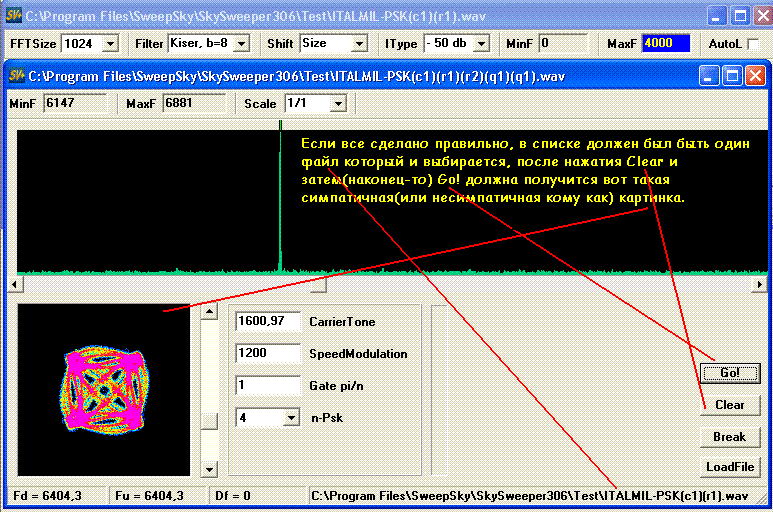 C:\Program Files\SweepSky\SkySweeper306\Test\ITALMIL-PSK(c1)(r1).wav
FFTSize 1024 Filter Kiser, b=8 Shift Size IType - 50 db MinF 0 MaxF 4000 AutoL
C:\Program Files\SweepSky\SkySweeper306\Test\ITALMIL-PSK(c1)(r1)(r2)(q1)(q1).wav
MinF 6147 MaxF 6881 Scale 1/1
Если все сделано правильно, в списке должен был быть один
файл который и выбирается, после нажатия Clear и
затем(наконец-то) Go! должна получится вот такая
симпатичная(или несимпатичная кому как) картинка.
1600,97 CarrierTone
1200 SpeedModulation
1 Gate pi/n
4 n-Psk
Go!
Clear
Break
LoadFile
Fd = 6404,3 Fu = 6404,3 Df = 0 C:\Program Files\SweepSky\SkySweeper306\Test\ITALMIL-PSK(c1)(r1).wav